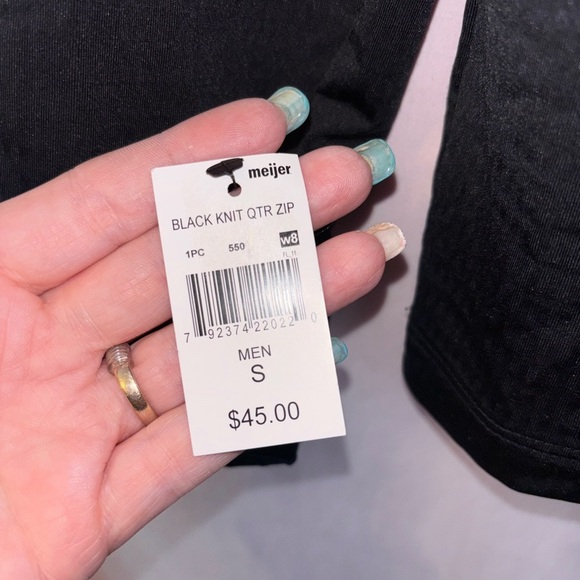 meijer
BLACK KNIT QTR ZIP
1PC 550 w8
7 92374 22022 0
MEN
S
$45.00